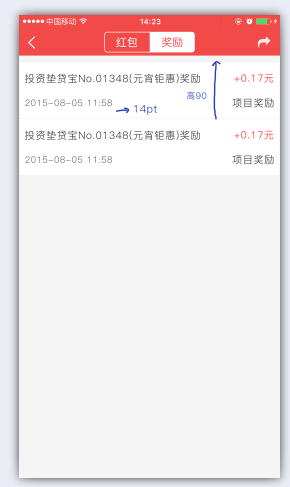 中国移动 14:23
红包 奖励
投资垫贷宝No.01348(元宵钜惠)奖励 +0.17元
高90
2015-08-05 11:58 项目奖励
14pt
投资垫贷宝No.01348(元宵钜惠)奖励 +0.17元
2015-08-05 11:58 项目奖励